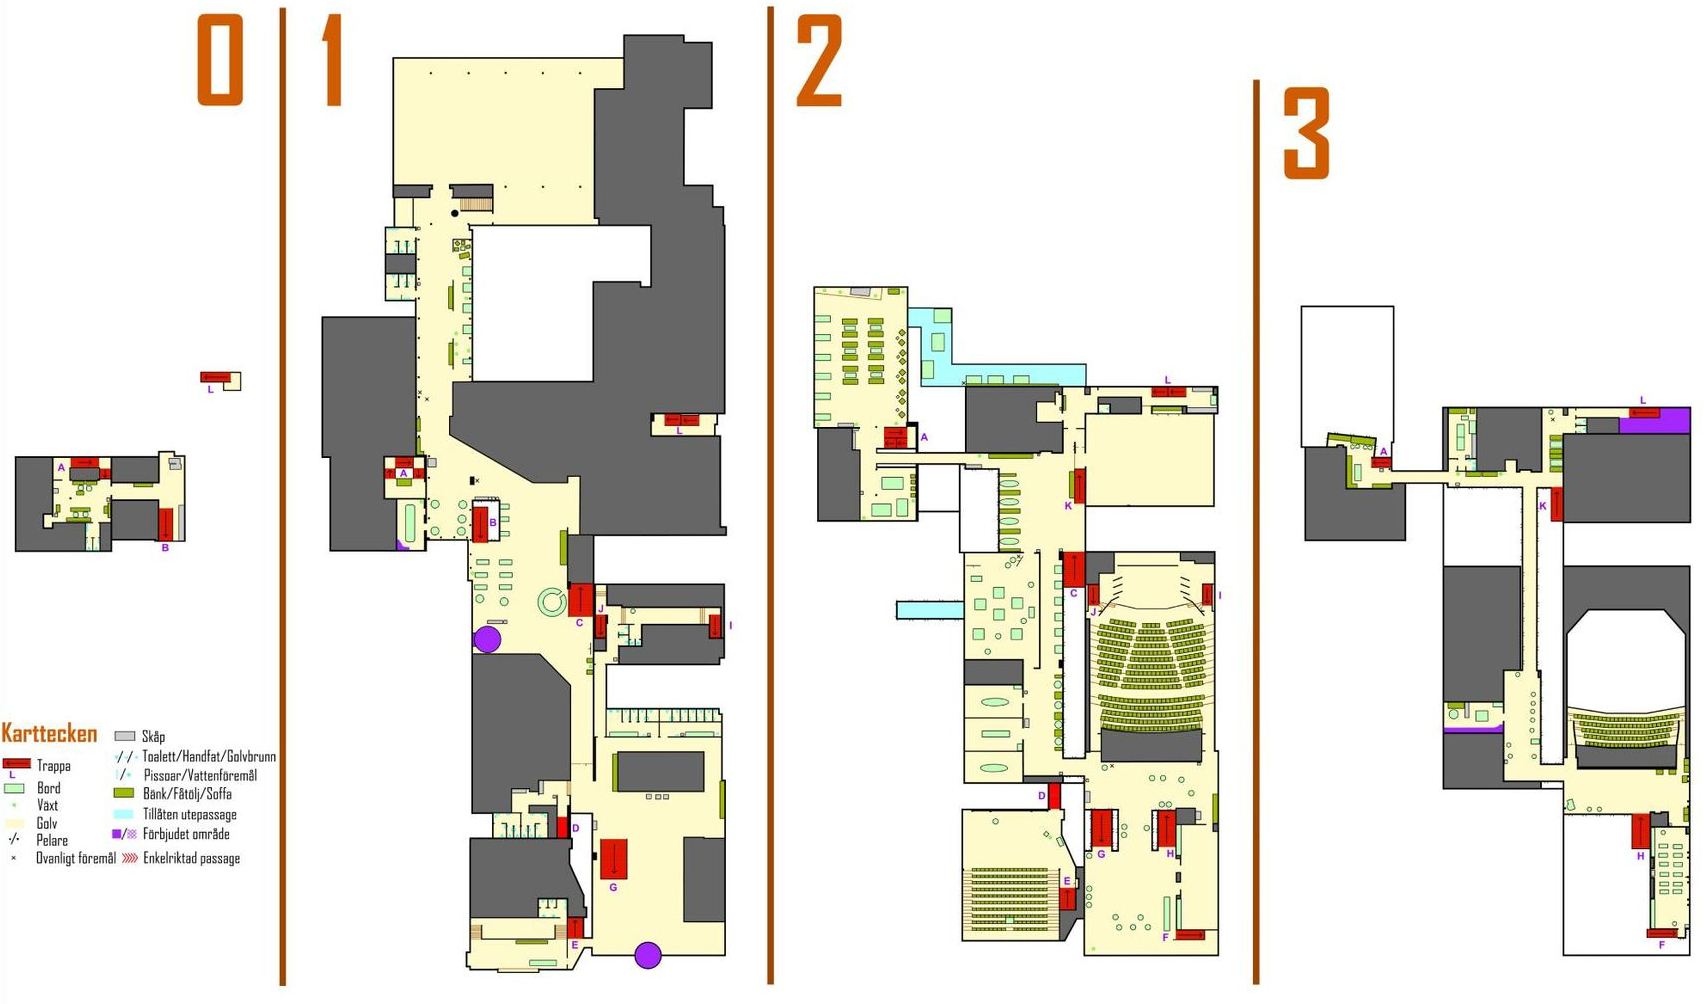 0
1
2
3
L
A
B
L
A
B
C
J
I
D
G
E
L
A
K
C
J
I
D
G
H
E
F
L
A
K
H
F
Karttecken
Trappa
L
Bord
Växt
Golv
Pelare
Ovanligt föremål
Skåp
Toalett/Handfat/Golvbrunn
Pissoar/Vattenföremål
Bänk/Fåtölj/Soffa
Tillåten utepassage
Förbjudet område
Enkelriktad passage